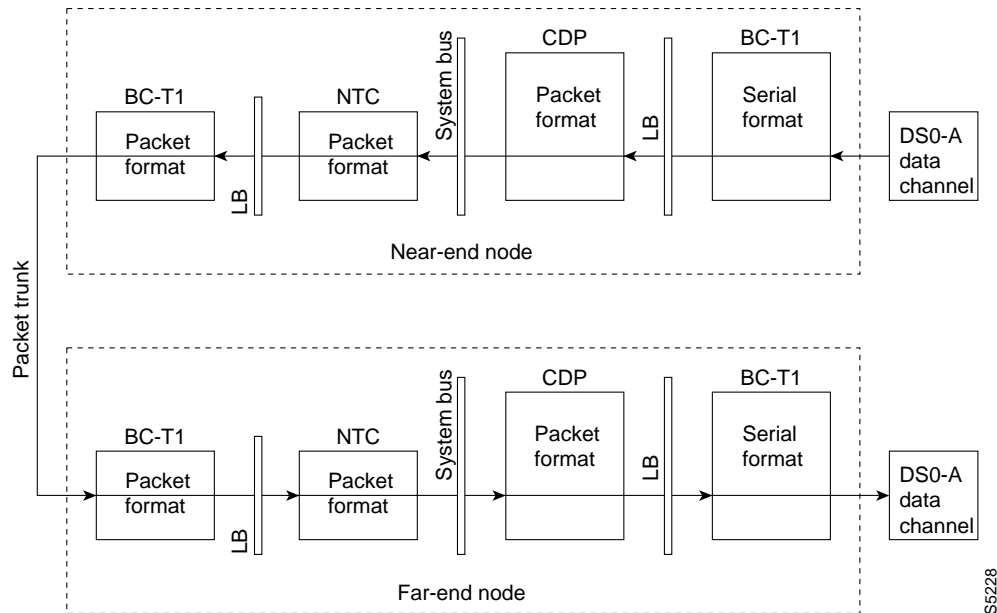 CDP
BC-T1
System bus
BC-T1
NTC
Packet
format
LB
Serial
format
Packet
format
LB
Packet
format
DS0-A
data
channel
Near-end node
Packet trunk
CDP
BC-T1
System bus
BC-T1
NTC
Packet
format
LB
Serial
format
Packet
format
LB
Packet
format
DS0-A
data
channel
Far-end node
S5228